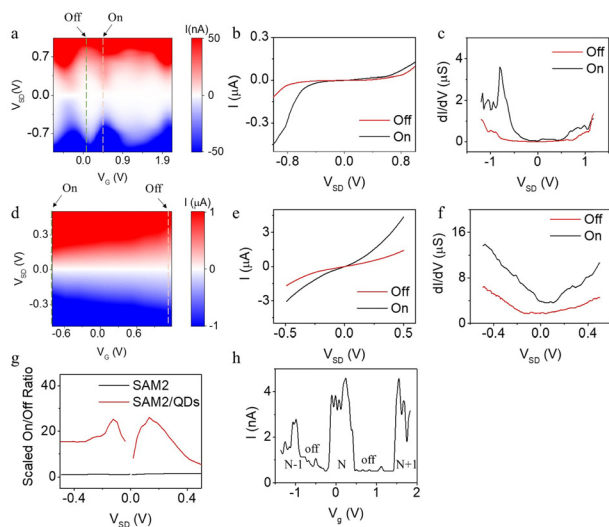 Off On I(nA)
a
50
0.7
0.0
-0.7
V_SD(V)
0
-50
0.0 0.9 1.9
V_G (V)
b
0.3
0.0
-0.3
I (μA)
Off
On
-0.8 0.0 0.8
V_SD (V)
c
4
2
0
dI/dV (μS)
Off
On
-1 0 1
V_SD (V)
d
On Off I (μA)
1
0.3
0.0
-0.3
V_SD (V)
0
-1
-0.6 0.0 0.6
V_G (V)
e
3
0
-3
I (μA)
Off
On
-0.5 0.0 0.5
V_SD (V)
f
16
12
8
4
0
dI/dV (μS)
Off
On
-0.5 0.0 0.5
V_SD (V)
g
40
20
0
Scaled On/Off Ratio
SAM2
SAM2/QDs
-0.4 0.0 0.4
V_SD (V)
h
4
2
0
I (nA)
N-1 off N off N+1
-1 0 1 2
V_g (V)